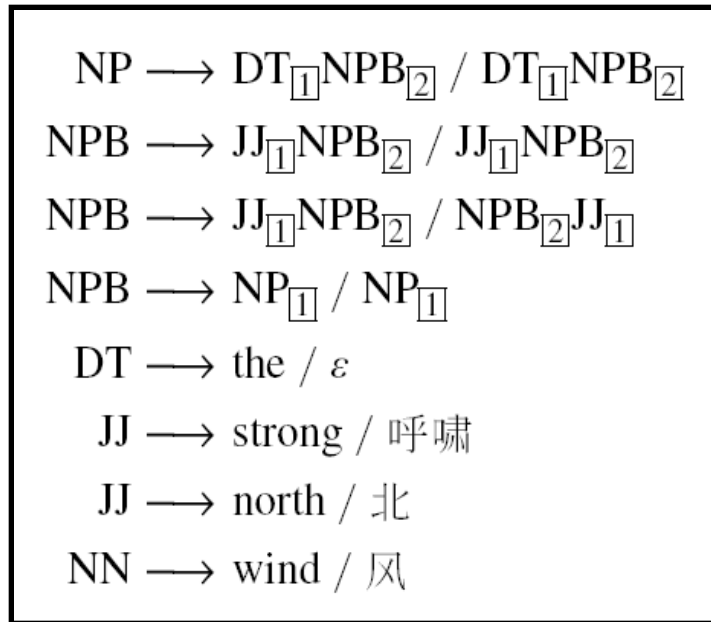 NP → DT1NPB2 / DT1NPB2
NPB → JJ1NPB2 / JJ1NPB2
NPB → JJ1NPB2 / NPB2JJ1
NPB → NP1 / NP1
DT → the / ε
JJ → strong / 呼啸
JJ → north / 北
NN → wind / 风